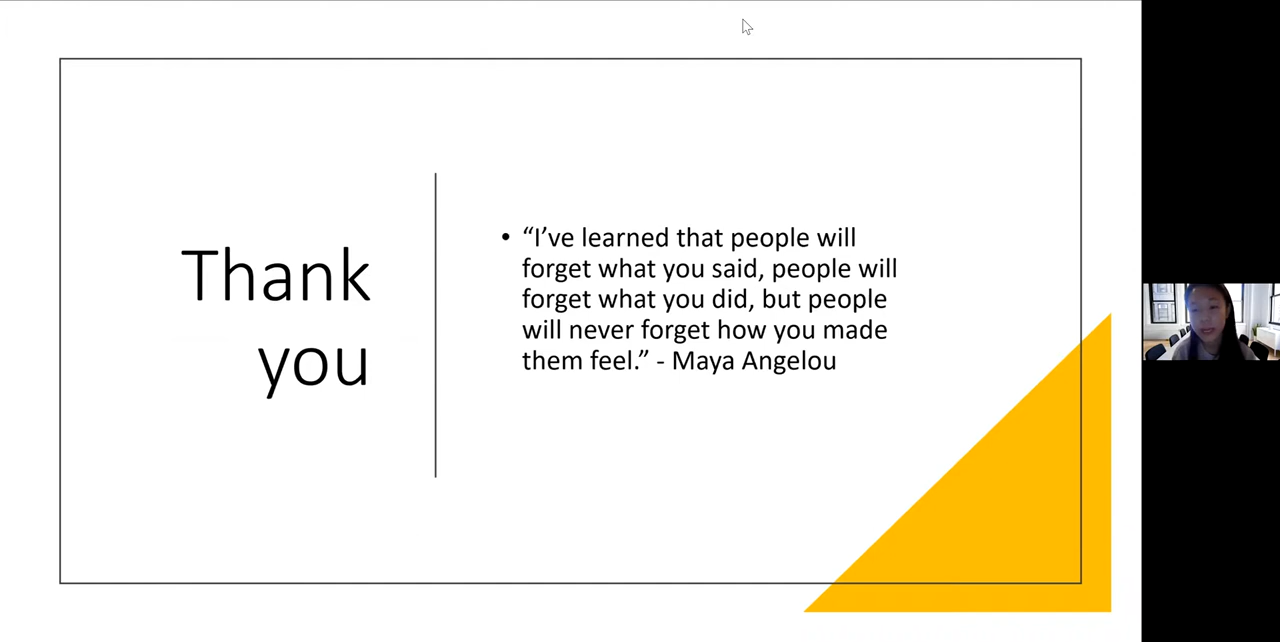 Thank
you
• “I’ve learned that people will
forget what you said, people will
forget what you did, but people
will never forget how you made
them feel.” - Maya Angelou